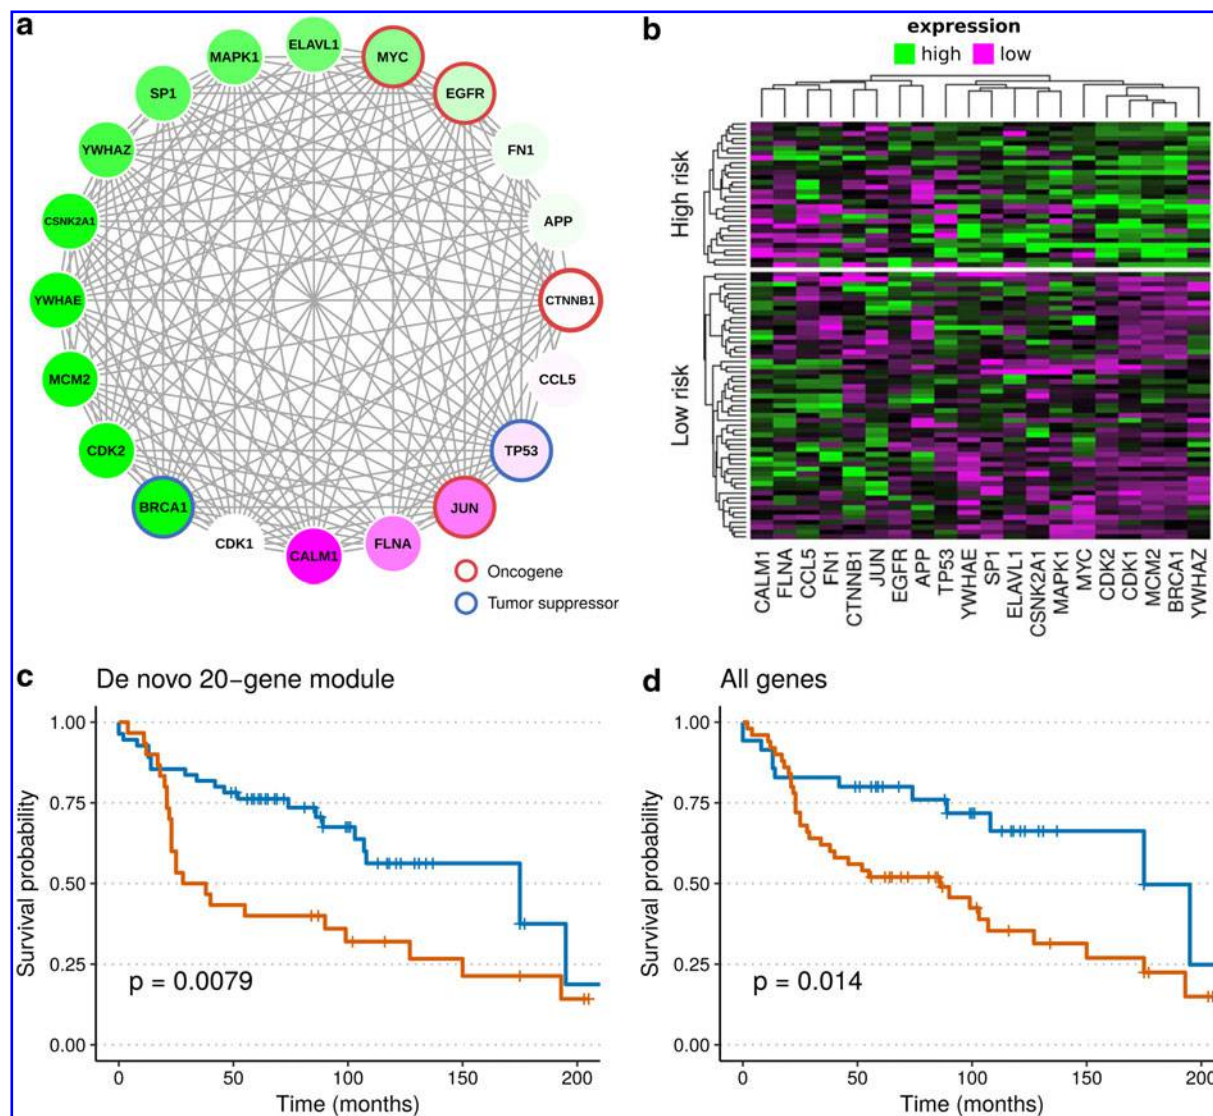 a
ELAVL1
MAPK1
MYC
SP1
EGFR
YWHAZ
FN1
CSNK2A1
APP
YWHAE
CTNNB1
MCM2
CCL5
CDK2
TP53
BRCA1
JUN
CDK1
CALM1
FLNA
Oncogene
Tumor suppressor
b
expression
high
low
High risk
Low risk
CALM1
FLNA
CCL5
FN1
CTNNB1
JUN
EGFR
APP
TP53
YWHAE
SP1
ELAVL1
CSNK2A1
MAPK1
MYC
CDK2
CDK1
MCM2
BRCA1
YWHAZ
c
De novo 20−gene module
Survival probability
1.00
0.75
0.50
0.25
0.00
p = 0.0079
0 50 100 150 200
Time (months)
d
All genes
Survival probability
1.00
0.75
0.50
0.25
0.00
p = 0.014
0 50 100 150 200
Time (months)